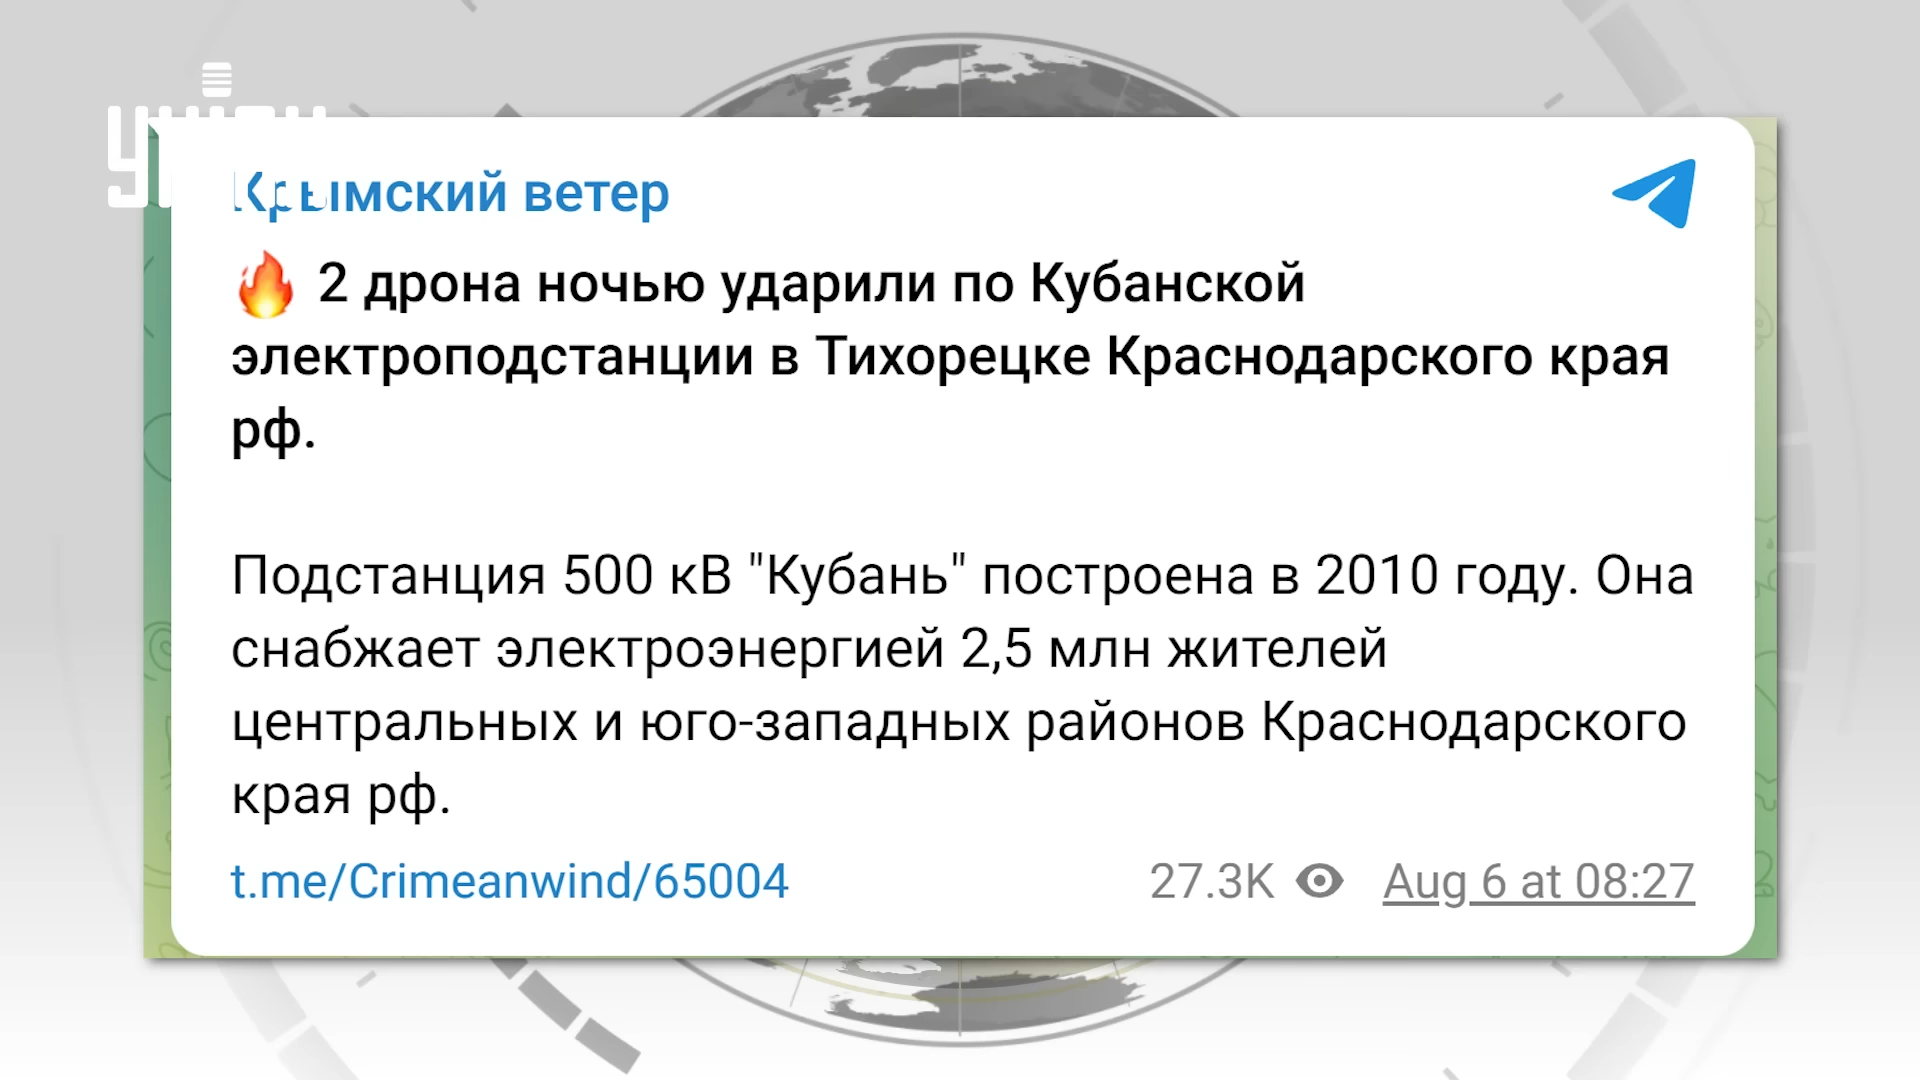 УНІАН
Крымский ветер
🔥 2 дрона ночью ударили по Кубанской
электроподстанции в Тихорецке Краснодарского края
рф.
Подстанция 500 кВ "Кубань" построена в 2010 году. Она
снабжает электроэнергией 2,5 млн жителей
центральных и юго-западных районов Краснодарского
края рф.
t.me/Crimeanwind/65004
27.3K Aug 6 at 08:27